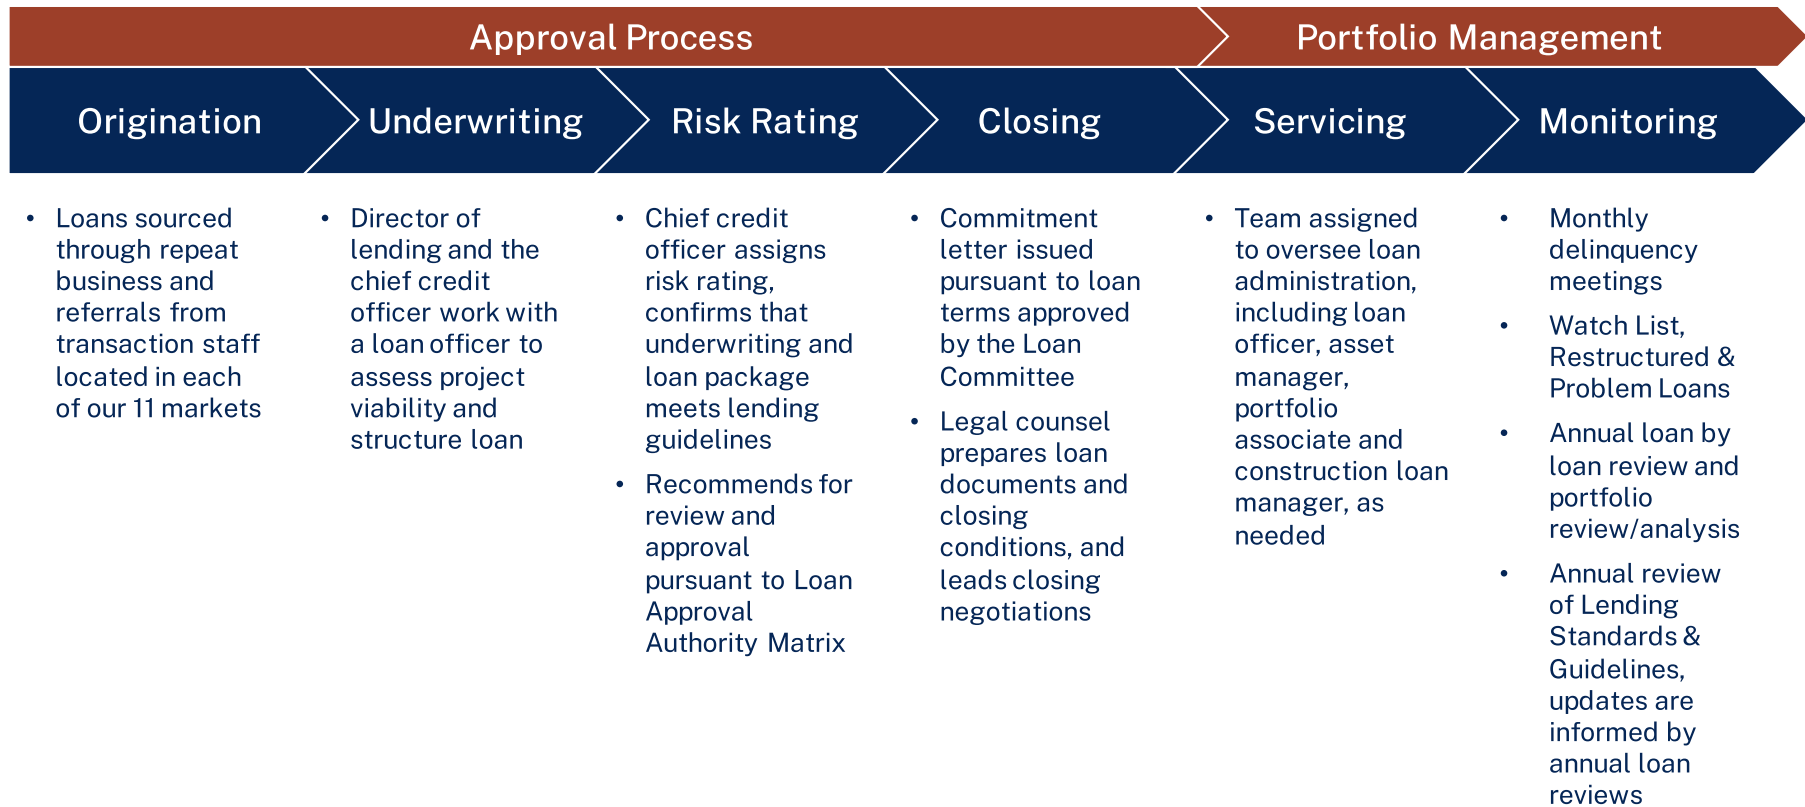 Approval Process
Portfolio Management
Origination
Underwriting
Risk Rating
Closing
Servicing
Monitoring
• Loans sourced
through repeat
business and
referrals from
transaction staff
located in each
of our 11 markets
• Director of
lending and the
chief credit
officer work with
a loan officer to
assess project
viability and
structure loan
• Chief credit
officer assigns
risk rating,
confirms that
underwriting and
loan package
meets lending
guidelines
• Recommends for
review and
approval
pursuant to Loan
Approval
Authority Matrix
• Commitment
letter issued
pursuant to loan
terms approved
by the Loan
Committee
• Legal counsel
prepares loan
documents and
closing
conditions, and
leads closing
negotiations
• Team assigned
to oversee loan
administration,
including loan
officer, asset
manager,
portfolio
associate and
construction loan
manager, as
needed
• Monthly
delinquency
meetings
• Watch List,
Restructured &
Problem Loans
• Annual loan by
loan review and
portfolio
review/analysis
• Annual review
of Lending
Standards &
Guidelines,
updates are
informed by
annual loan
reviews